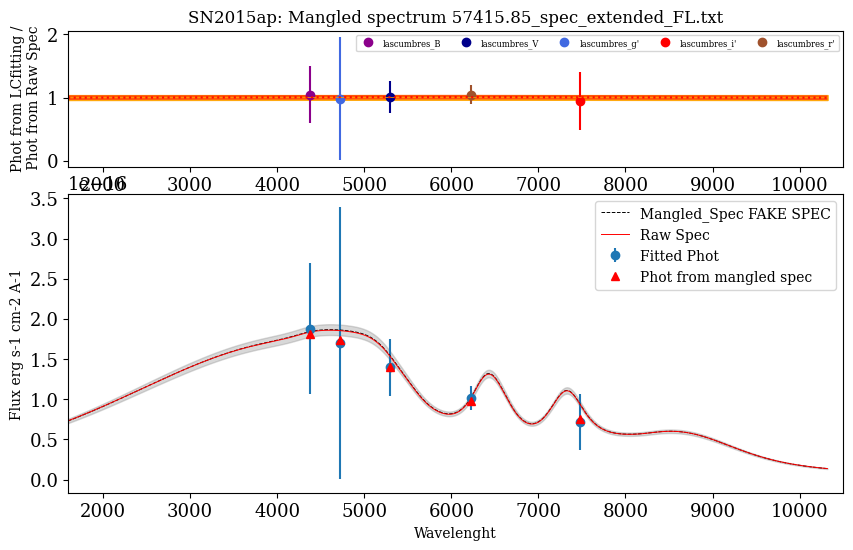 SN2015ap: Mangled spectrum 57415.85_spec_extended_FL.txt
Phot from LCfitting /
Phot from Raw Spec
2
1
0
lascumbres_B lascumbres_V lascumbres_g' lascumbres_i' lascumbres_r'
2000 3000 4000 5000 6000 7000 8000 9000 10000
1e−16
Flux erg s-1 cm-2 A-1
3.5
3.0
2.5
2.0
1.5
1.0
0.5
0.0
Mangled_Spec FAKE SPEC
Raw Spec
Fitted Phot
Phot from mangled spec
2000 3000 4000 5000 6000 7000 8000 9000 10000
Wavelenght